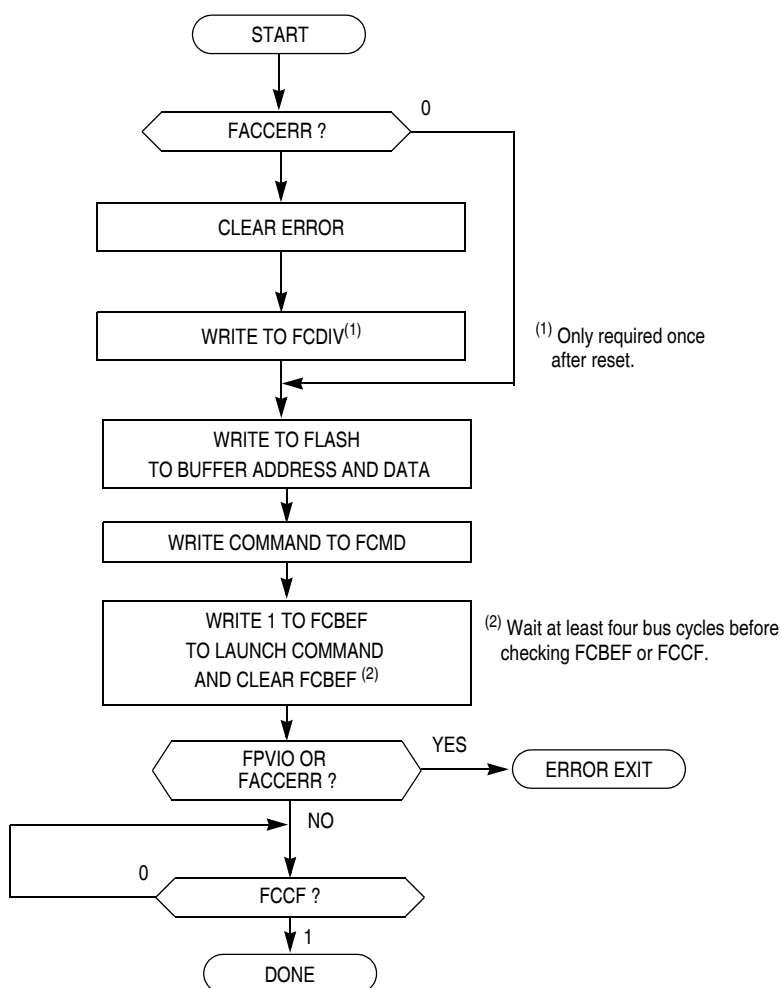 START
0
FACCERR ?
CLEAR ERROR
WRITE TO FCDIV(1)
(1) Only required once
after reset.
WRITE TO FLASH
TO BUFFER ADDRESS AND DATA
WRITE COMMAND TO FCMD
WRITE 1 TO FCBEF
TO LAUNCH COMMAND
AND CLEAR FCBEF (2)
(2) Wait at least four bus cycles before
checking FCBEF or FCCF.
FPVIO OR
FACCERR ?
YES
ERROR EXIT
NO
0
FCCF ?
1
DONE